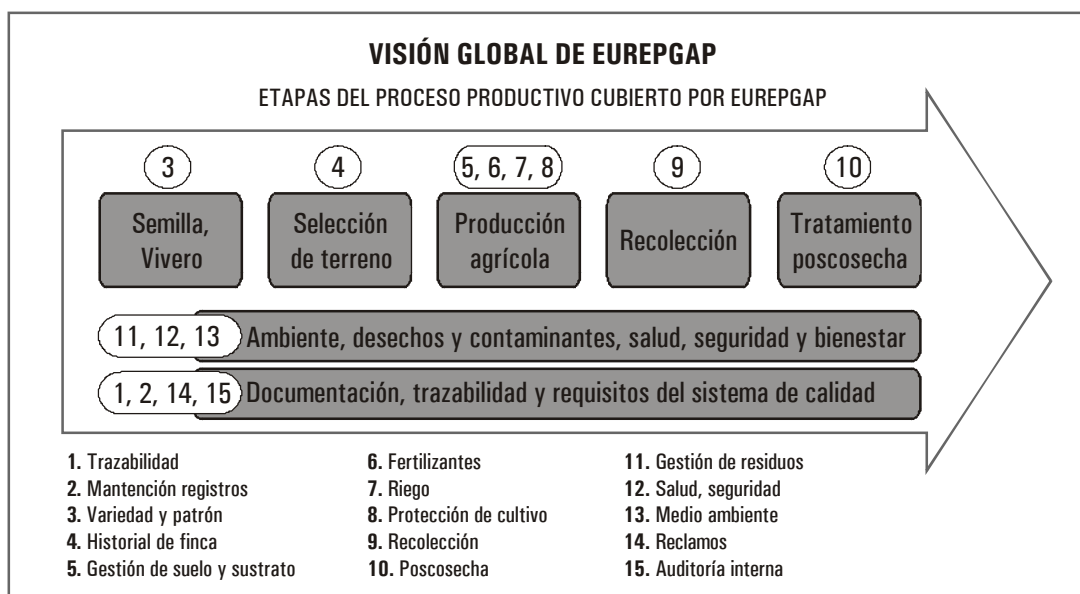 VISIÓN GLOBAL DE EUREPGAP
ETAPAS DEL PROCESO PRODUCTIVO CUBIERTO POR EUREPGAP
3
4
5, 6, 7, 8
9
10
Semilla,
Vivero
Selección
de terreno
Producción
agrícola
Recolección
Tratamiento
poscosecha
11, 12, 13
Ambiente, desechos y contaminantes, salud, seguridad y bienestar
1, 2, 14, 15
Documentación, trazabilidad y requisitos del sistema de calidad
1. Trazabilidad
2. Mantención registros
3. Variedad y patrón
4. Historial de finca
5. Gestión de suelo y sustrato
6. Fertilizantes
7. Riego
8. Protección de cultivo
9. Recolección
10. Poscosecha
11. Gestión de residuos
12. Salud, seguridad
13. Medio ambiente
14. Reclamos
15. Auditoría interna